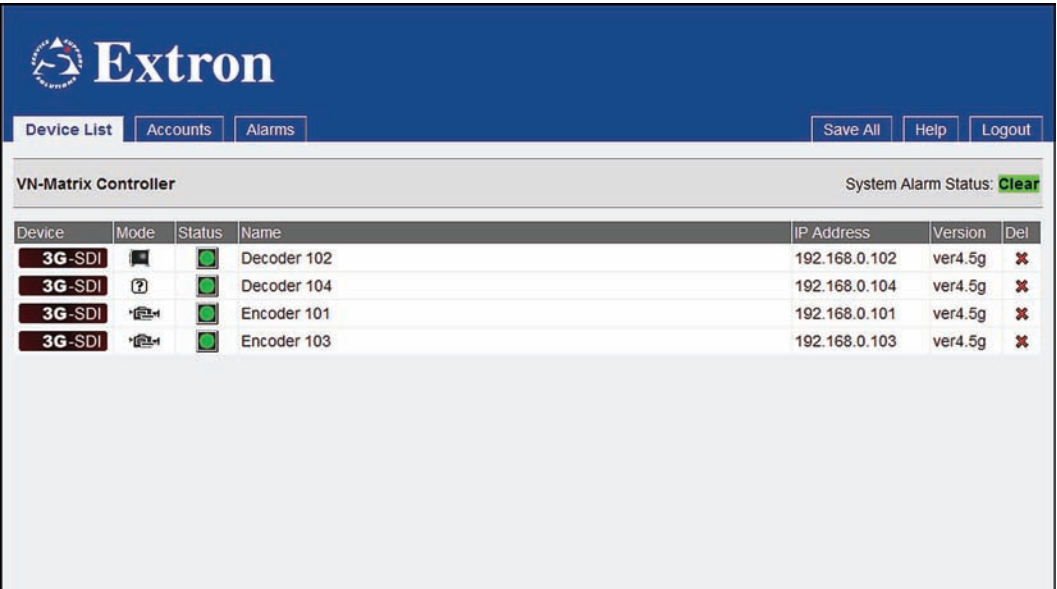 SERVICE SUPPORT SOLUTIONS
Extron
Device List Accounts Alarms Save All Help Logout
VN-Matrix Controller System Alarm Status: Clear
Device Mode Status Name IP Address Version Del
3G-SDI ? Decoder 102 192.168.0.102 ver4.5g
3G-SDI ? Decoder 104 192.168.0.104 ver4.5g
3G-SDI Encoder 101 192.168.0.101 ver4.5g
3G-SDI Encoder 103 192.168.0.103 ver4.5g